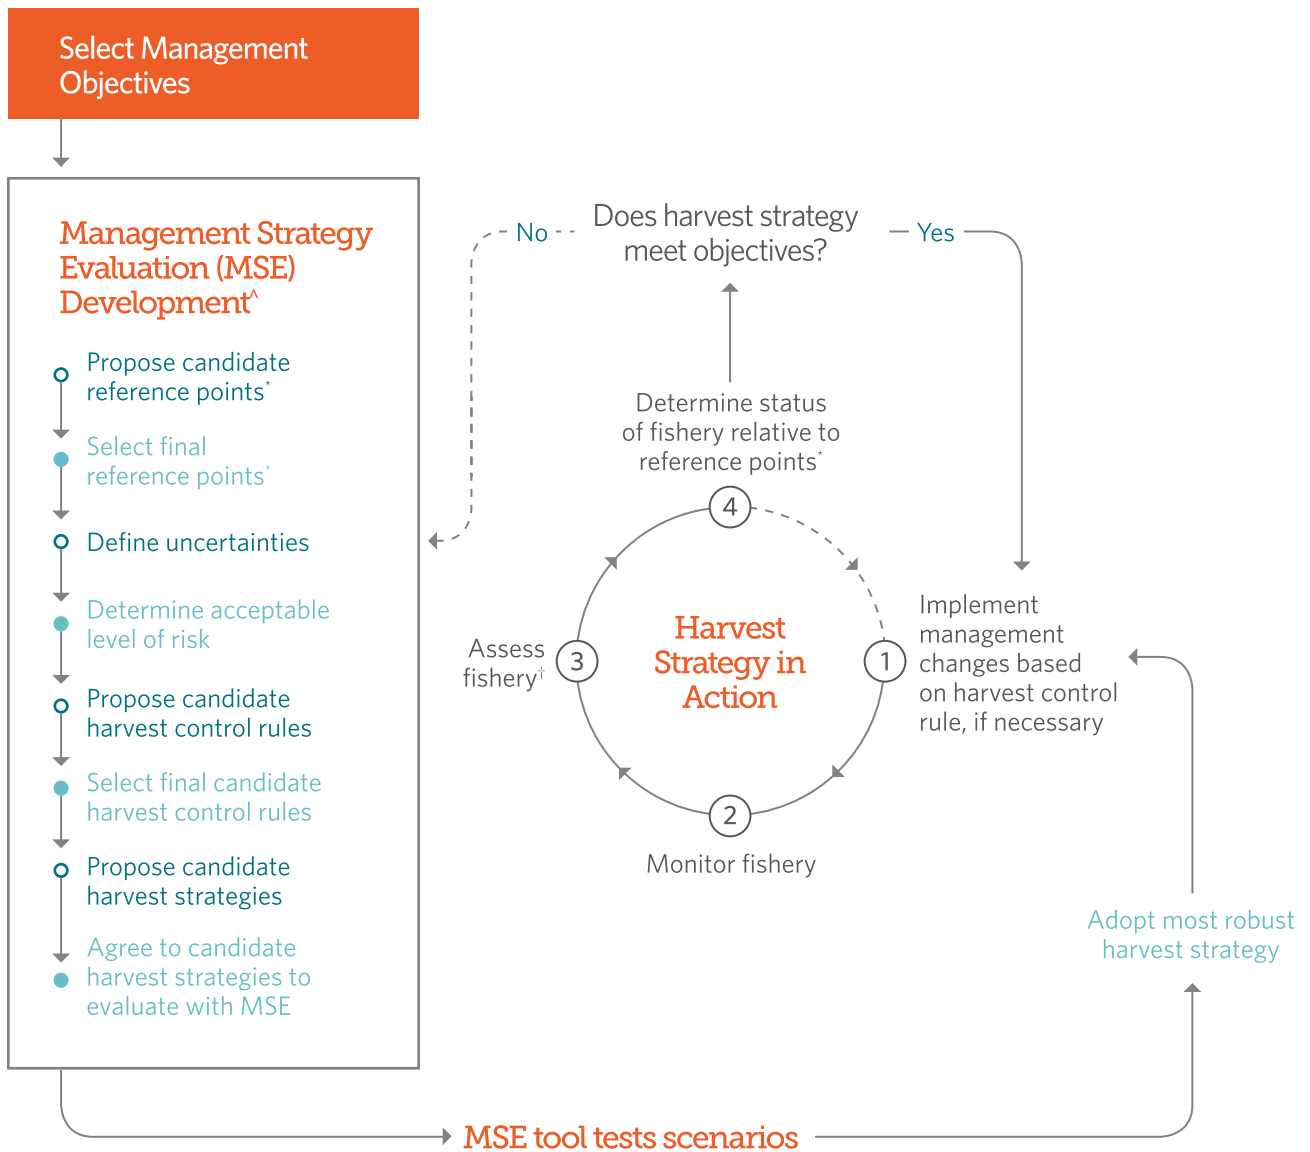 Select Management
Objectives
Management Strategy
Evaluation (MSE)
Development^
Propose candidate
reference points*
Select final
reference points*
Define uncertainties
Determine acceptable
level of risk
Propose candidate
harvest control rules
Select final candidate
harvest control rules
Propose candidate
harvest strategies
Agree to candidate
harvest strategies to
evaluate with MSE
No
Does harvest strategy
meet objectives?
Yes
Determine status
of fishery relative to
reference points*
4
Harvest
Strategy in
Action
Assess
fishery†
3
1
Implement
management
changes based
on harvest control
rule, if necessary
2
Monitor fishery
Adopt most robust
harvest strategy
MSE tool tests scenarios